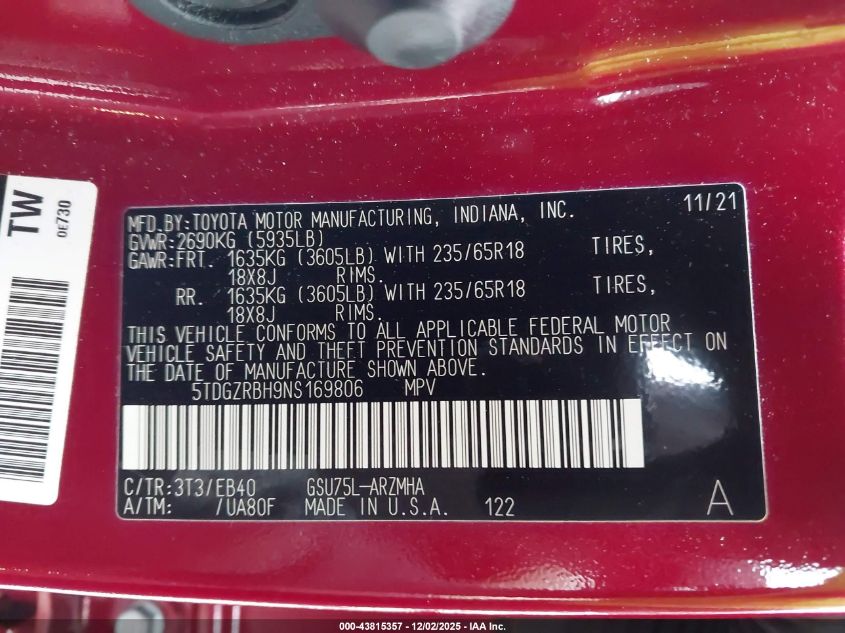 TW
0E730
MFD.BY:TOYOTA MOTOR MANUFACTURING, INDIANA, INC. 11/21
GVWR:2690KG (5935LB)
GAWR:FRT. 1635KG (3605LB) WITH 235/65R18 TIRES,
18X8J RIMS.
RR. 1635KG (3605LB) WITH 235/65R18 TIRES,
18X8J RIMS.
THIS VEHICLE CONFORMS TO ALL APPLICABLE FEDERAL MOTOR
VEHICLE SAFETY AND THEFT PREVENTION STANDARDS IN EFFECT ON
THE DATE OF MANUFACTURE SHOWN ABOVE.
5TDGZRBH9NS169806 MPV
C/TR:3T3/EB40 GSU75L-ARZMHA
A/TM: /UA80F MADE IN U.S.A. 122 A
000-43815357 - 12/02/2025 - IAA Inc.